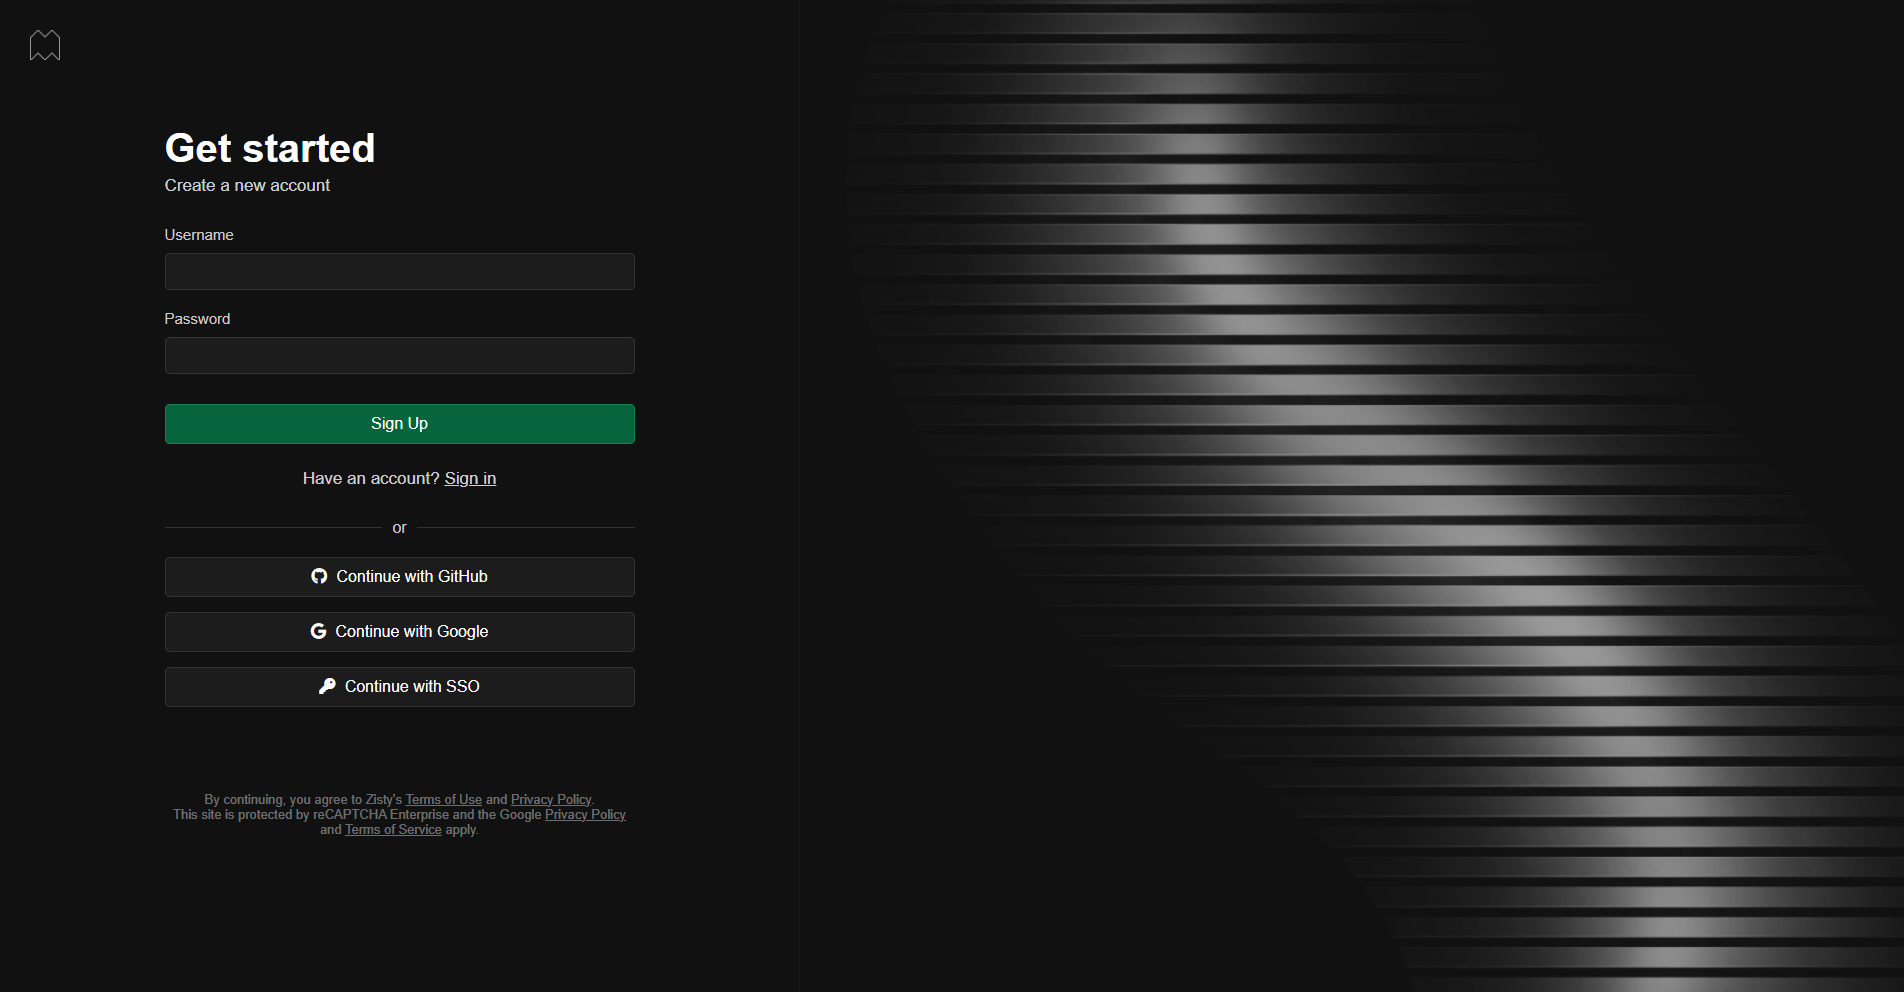 Get started
Create a new account
Username
Password
Sign Up
Have an account? Sign in
or
Continue with GitHub
Continue with Google
Continue with SSO
By continuing, you agree to Zisty's Terms of Use and Privacy Policy.
This site is protected by reCAPTCHA Enterprise and the Google Privacy Policy
and Terms of Service apply.